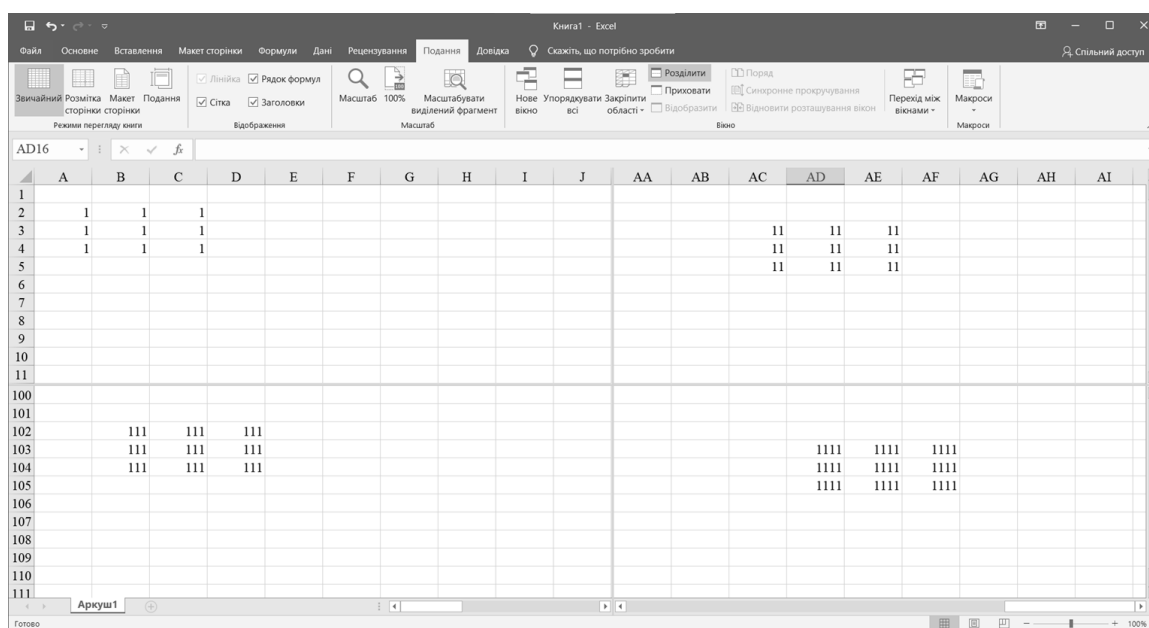 Книга1 - Excel
Файл Основне Вставлення Макет сторінки Формули Дані Рецензування Подання Довідка Скажіть, що потрібно зробити Спільний доступ
Звичайний Розмітка сторінки Макет сторінки Подання
Режими перегляду книги
Лінійка Рядок формул
Сітка Заголовки
Відображення
Масштаб 100% Масштабувати виділений фрагмент
Масштаб
Нове вікно Упорядкувати всі Закріпити області
Розділити
Приховати
Відобразити
Поряд
Синхронне прокручування
Відновити розташування вікон
Перехід між вікнами
Вікно
Макроси
Макроси
AD16 fx
A B C D E F G H I J AA AB AC AD AE AF AG AH AI
1
2 1 1 1
3 1 1 1 11 11 11
4 1 1 1 11 11 11
5 11 11 11
6
7
8
9
10
11
100
101
102 111 111 111
103 111 111 111 1111 1111 1111
104 111 111 111 1111 1111 1111
105 1111 1111 1111
106
107
108
109
110
111
Аркуш1
Готово 100%